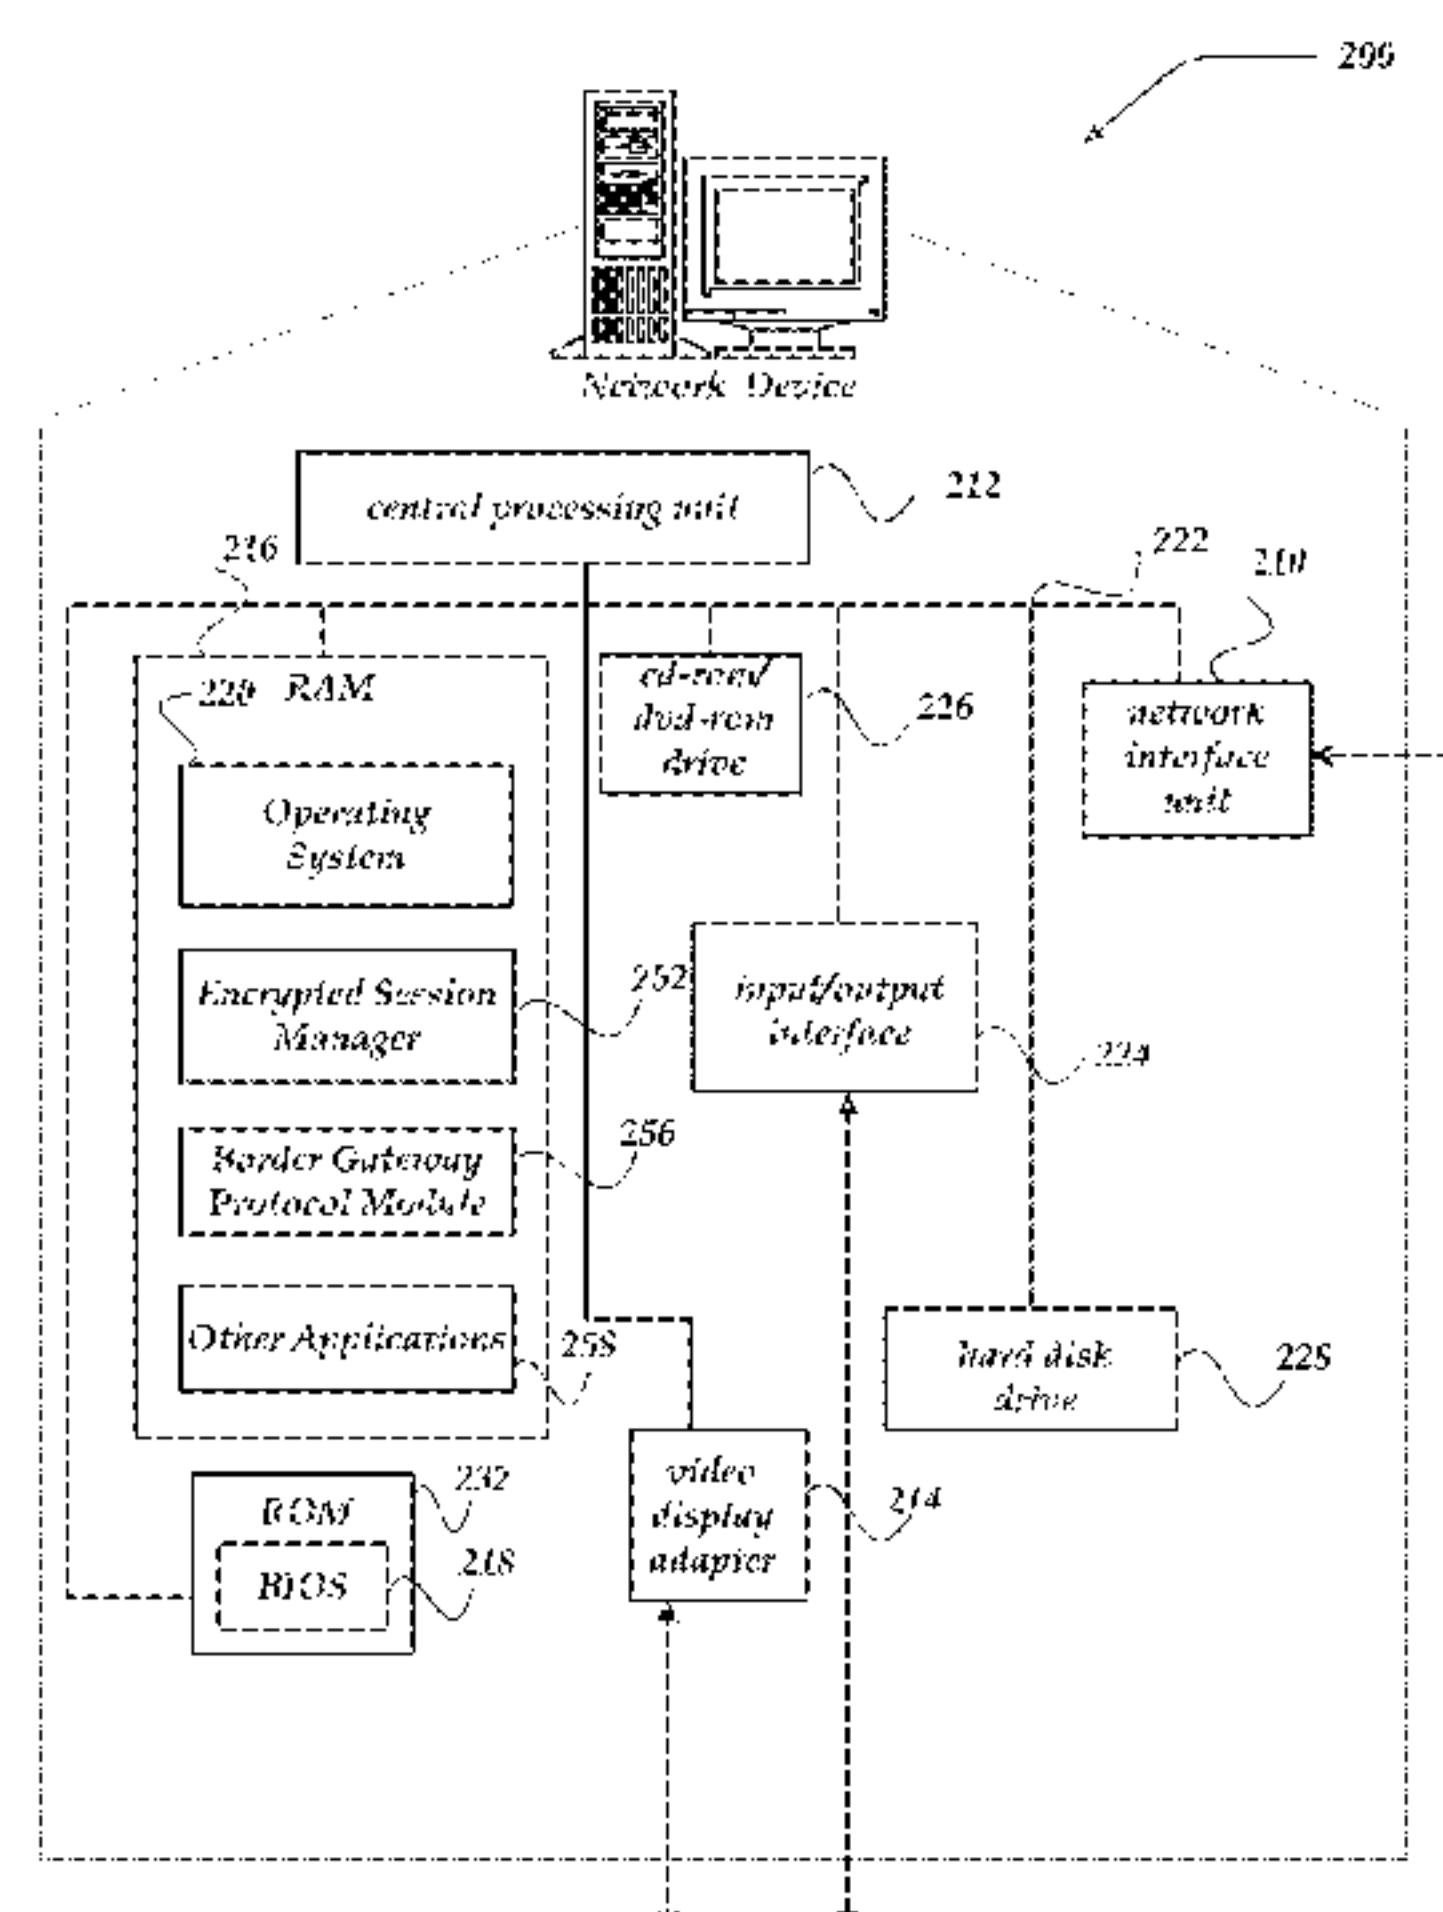 200
Network Device
central processing unit
212
216
222
210
220
RAM
cd-rom/
dvd-rom
drive
226
network
interface
unit
Operating
System
Encrypted Session
Manager
252
input/output
interface
224
Border Gateway
Protocol Module
256
Other Applications
258
hard disk
drive
228
ROM
232
BIOS
218
video
display
adapter
214